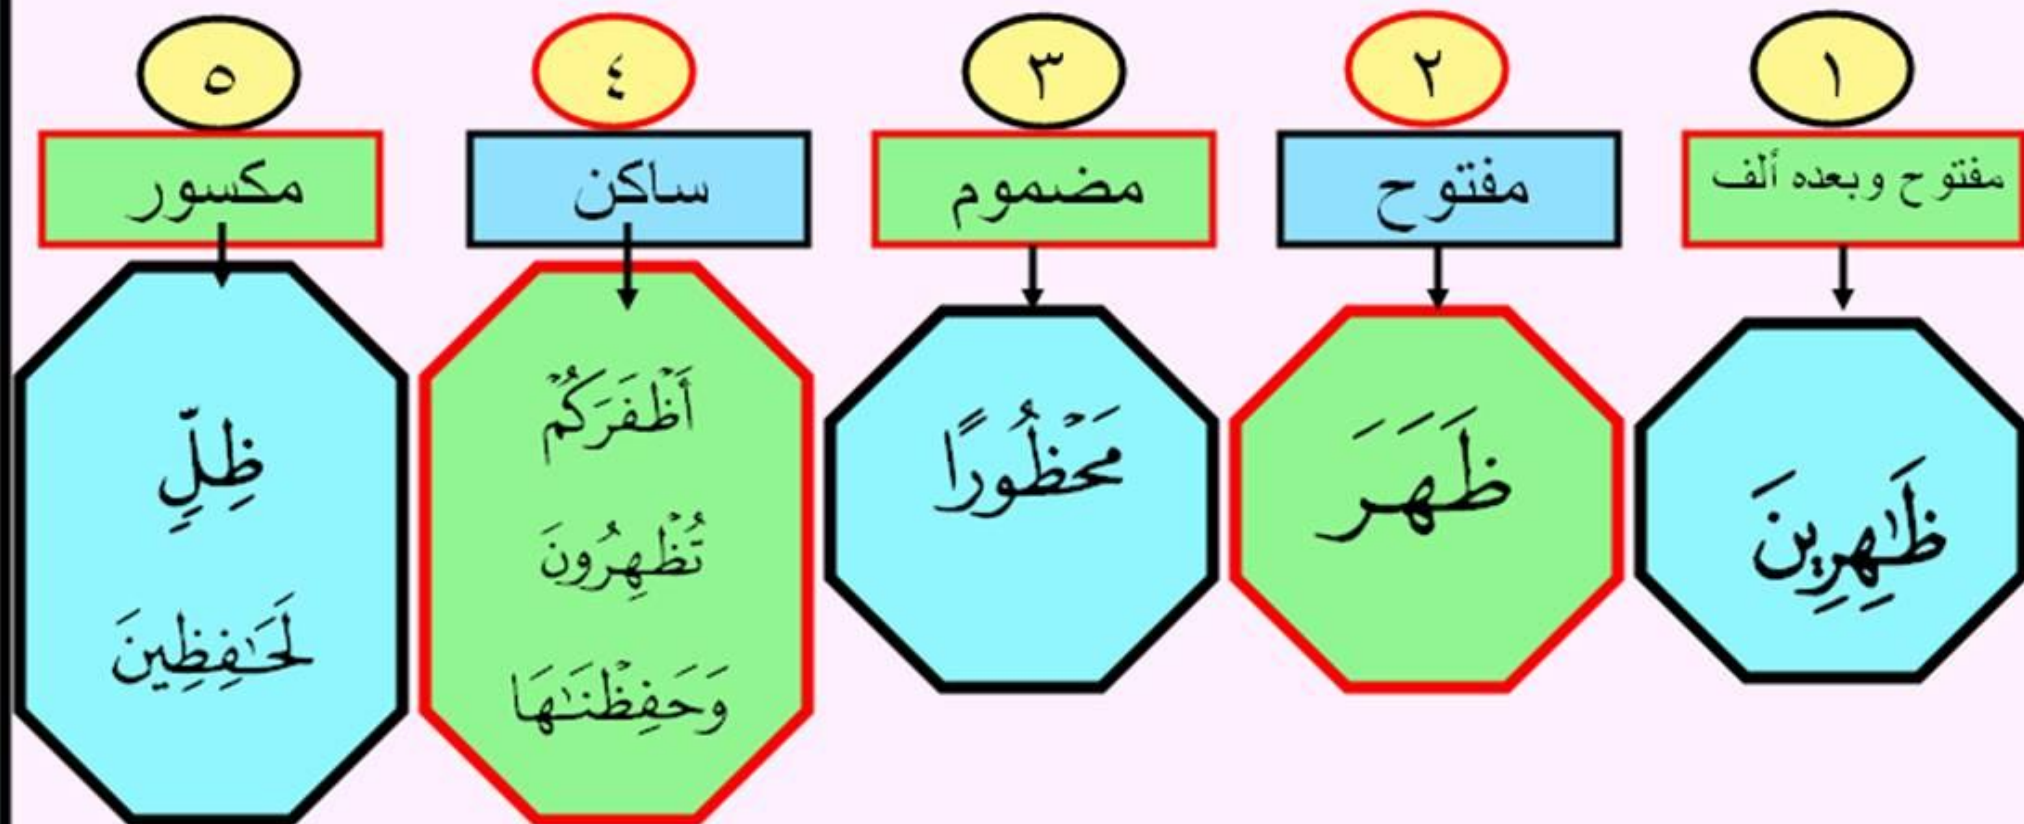 ١
مفتوح وبعده ألف
ظَٰهِرِينَ
٢
مفتوح
ظَهَرَ
٣
مضموم
مَحۡظُورًا
٤
ساكن
أَظۡفَرَكُمۡ
تُظۡهِرُونَ
وَحَفِظۡنَٰهَا
٥
مكسور
ظِلّٖ
لَحَٰفِظِينَ